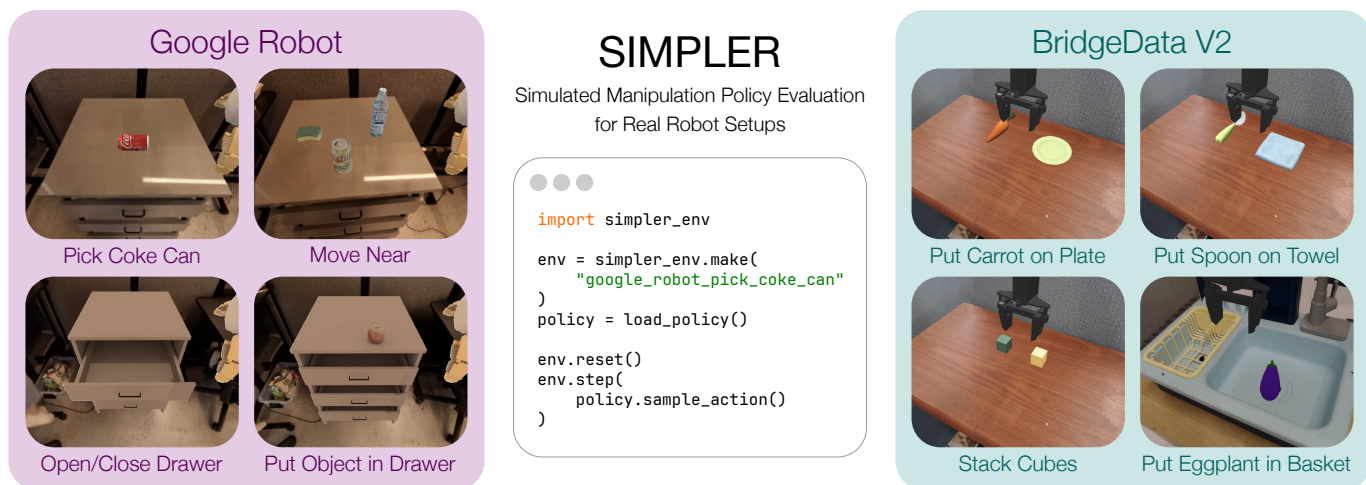 Google Robot
Pick Coke Can
Move Near
Open/Close Drawer
Put Object in Drawer
SIMPLER
Simulated Manipulation Policy Evaluation
for Real Robot Setups
import simpler_env
env = simpler_env.make(
"google_robot_pick_coke_can"
)
policy = load_policy()
env.reset()
env.step(
policy.sample_action()
)
BridgeData V2
Put Carrot on Plate
Put Spoon on Towel
Stack Cubes
Put Eggplant in Basket